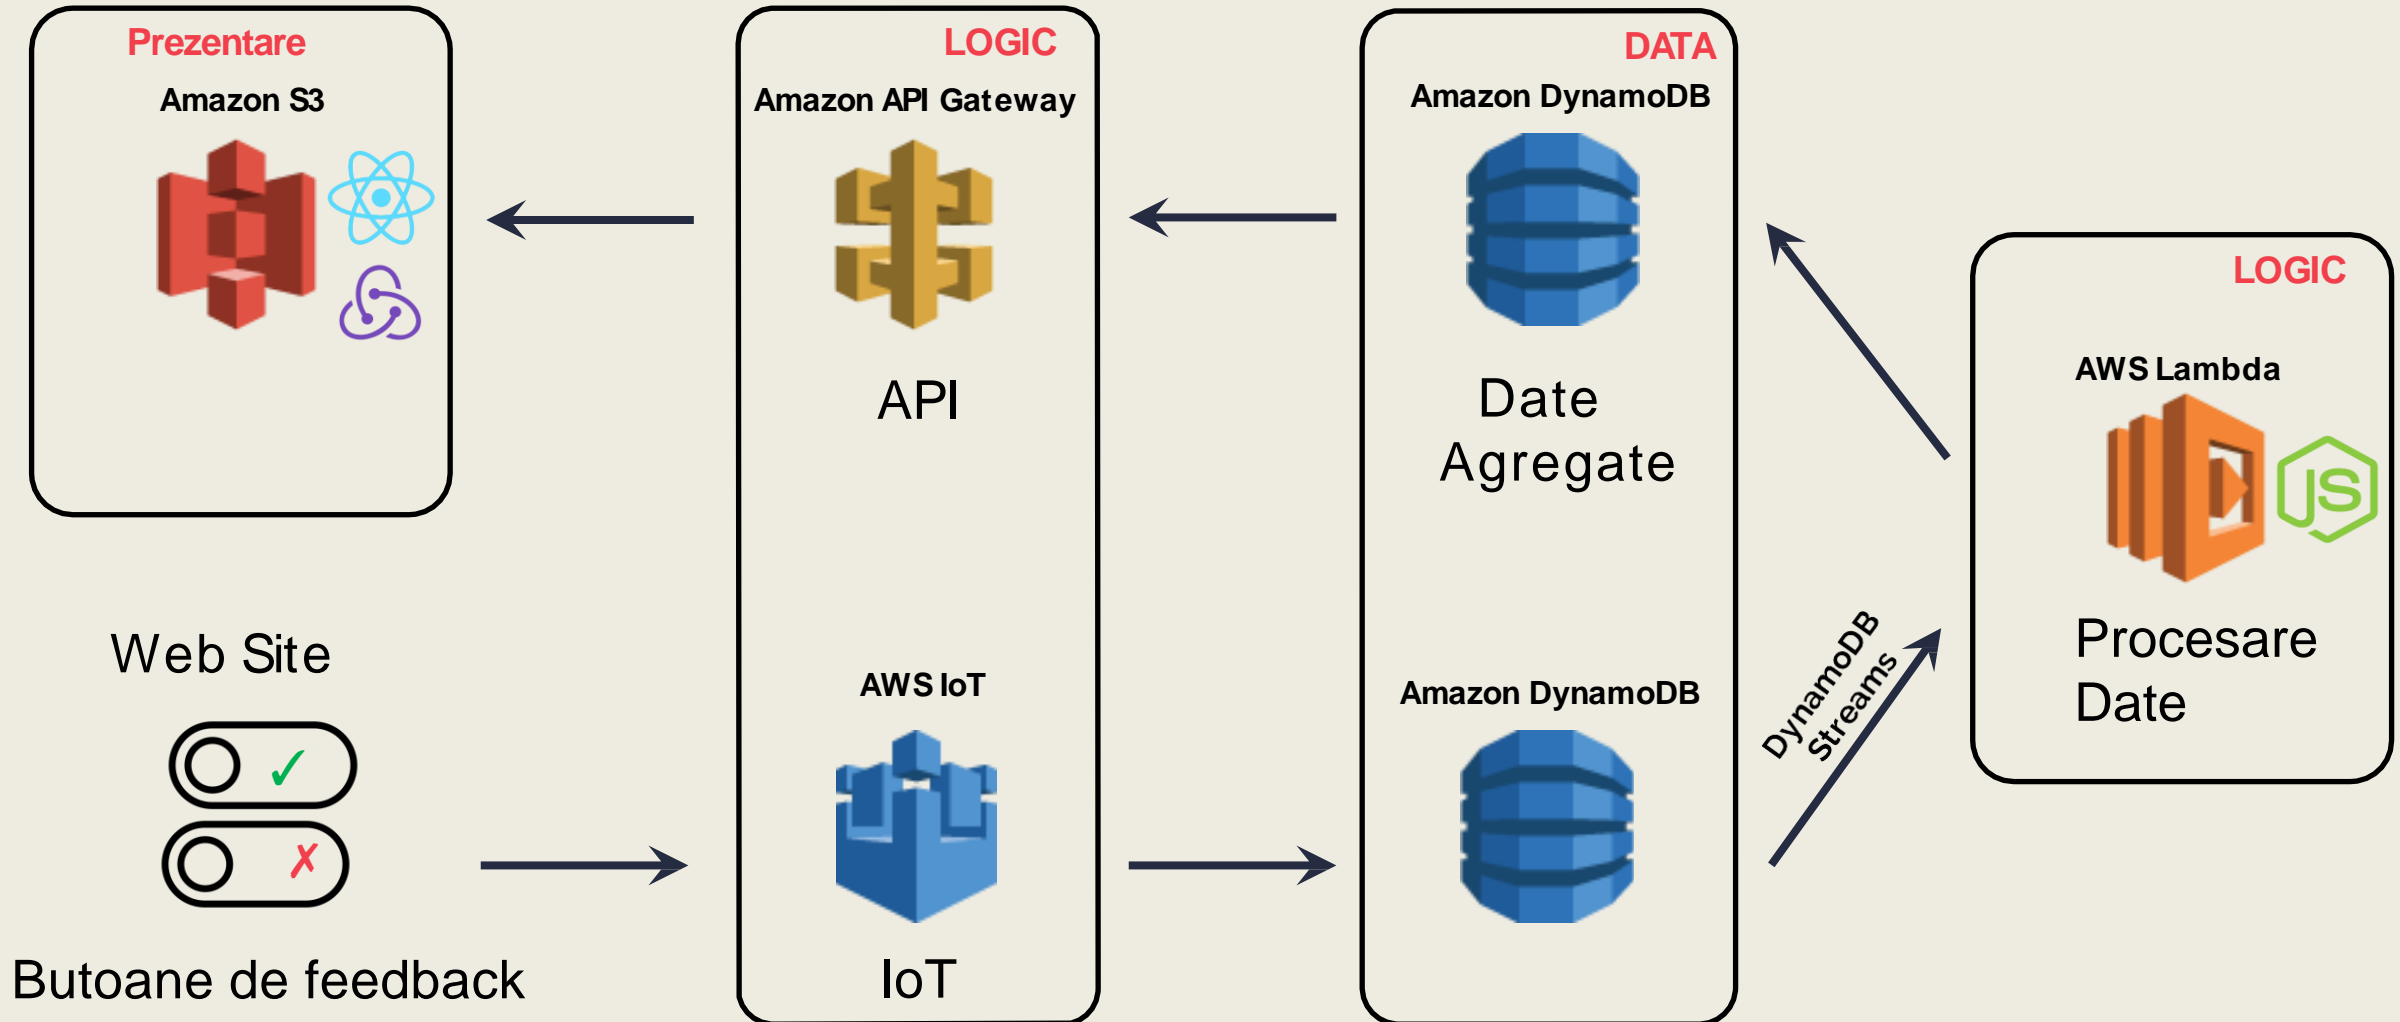 Prezentare
Amazon S3
Web Site
Butoane de feedback
LOGIC
Amazon API Gateway
API
AWS IoT
IoT
DATA
Amazon DynamoDB
Date
Agregate
Amazon DynamoDB
DynamoDB
Streams
LOGIC
AWS Lambda
JS
Procesare
Date